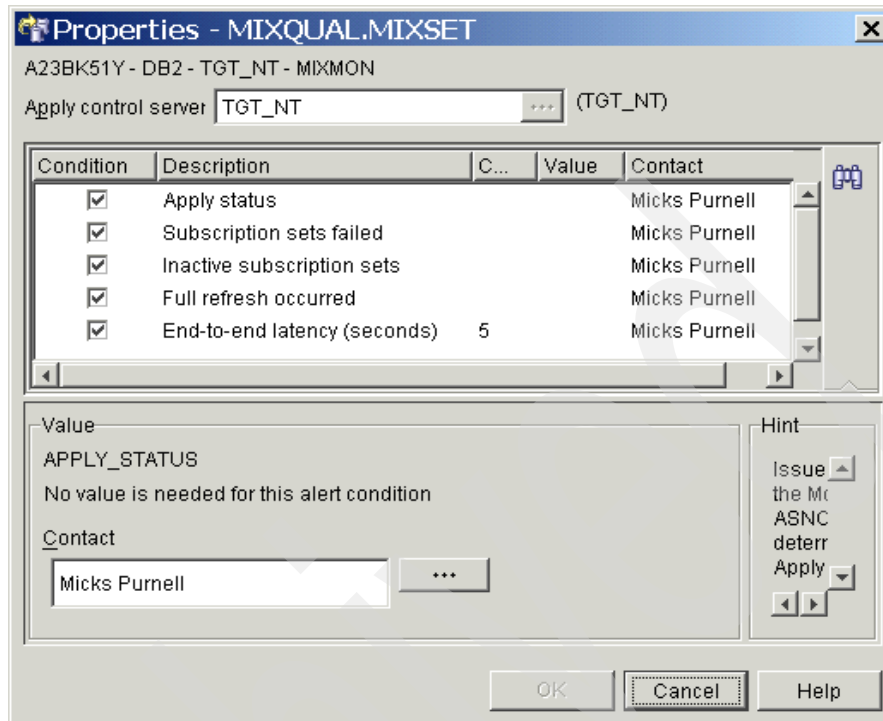 Properties - MIXQUAL.MIXSET
A23BK51Y - DB2 - TGT_NT - MIXMON
Apply control server TGT_NT ... (TGT_NT)
Condition Description C... Value Contact
Apply status Micks Purnell
Subscription sets failed Micks Purnell
Inactive subscription sets Micks Purnell
Full refresh occurred Micks Purnell
End-to-end latency (seconds) 5 Micks Purnell
Value
APPLY_STATUS
No value is needed for this alert condition
Contact
Micks Purnell ...
Hint
Issue
the Mo
ASNC
deterr
Apply
OK Cancel Help